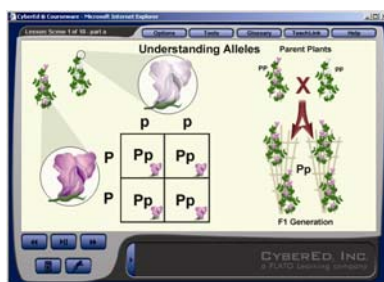 CyberEd & Courseware - Microsoft Internet Explorer
Lesson Scene 1 of 18 - part a
Options Tools Glossary TeachLink Help
Understanding Alleles
Parent Plants
PP pp
p p
P Pp Pp
P Pp Pp
X
Pp
F1 Generation
CYBERED, INC.
a PLATO Learning company